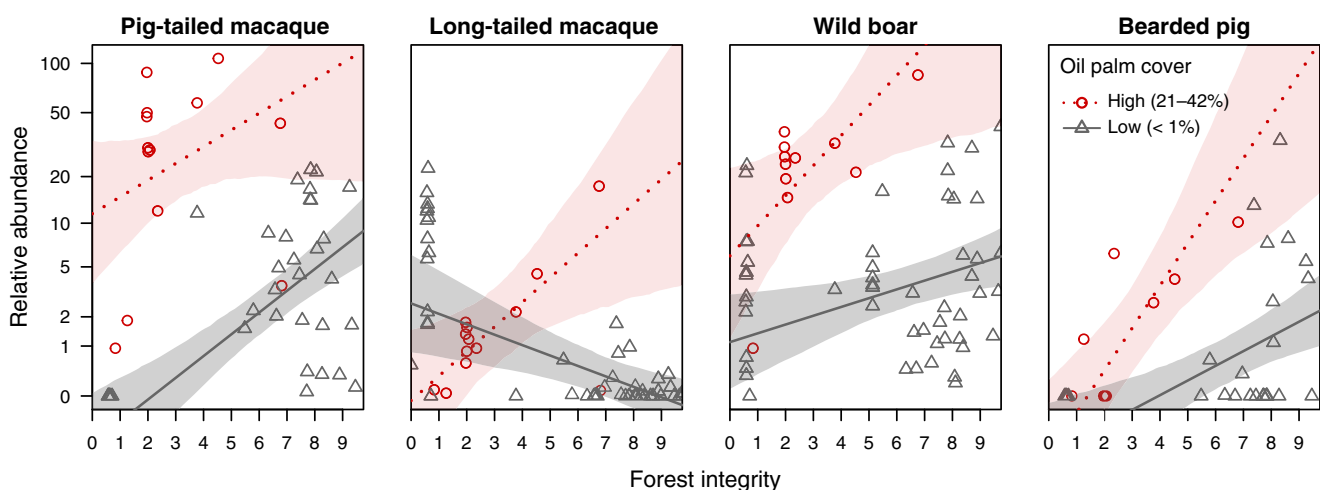 Pig-tailed macaque Long-tailed macaque Wild boar Bearded pig
Relative abundance
100
50
20
10
5
2
1
0
Oil palm cover
High (21–42%)
Low (< 1%)
0 1 2 3 4 5 6 7 8 9 0 1 2 3 4 5 6 7 8 9 0 1 2 3 4 5 6 7 8 9 0 1 2 3 4 5 6 7 8 9
Forest integrity